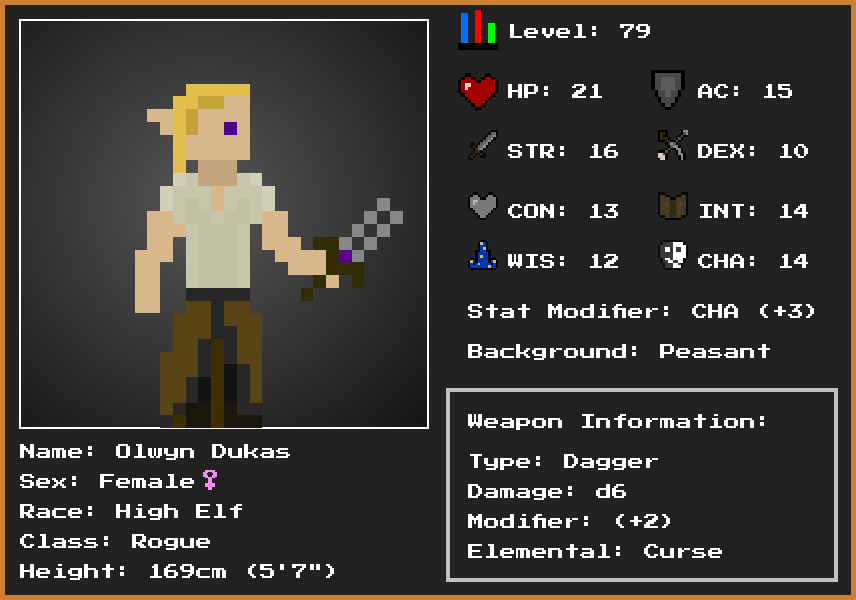 Level: 79
HP: 21
AC: 15
STR: 16
DEX: 10
CON: 13
INT: 14
WIS: 12
CHA: 14
Stat Modifier: CHA (+3)
Background: Peasant
Weapon Information:
Type: Dagger
Damage: d6
Modifier: (+2)
Elemental: Curse
Name: Olwyn Dukas
Sex: Female♀
Race: High Elf
Class: Rogue
Height: 169cm (5'7")